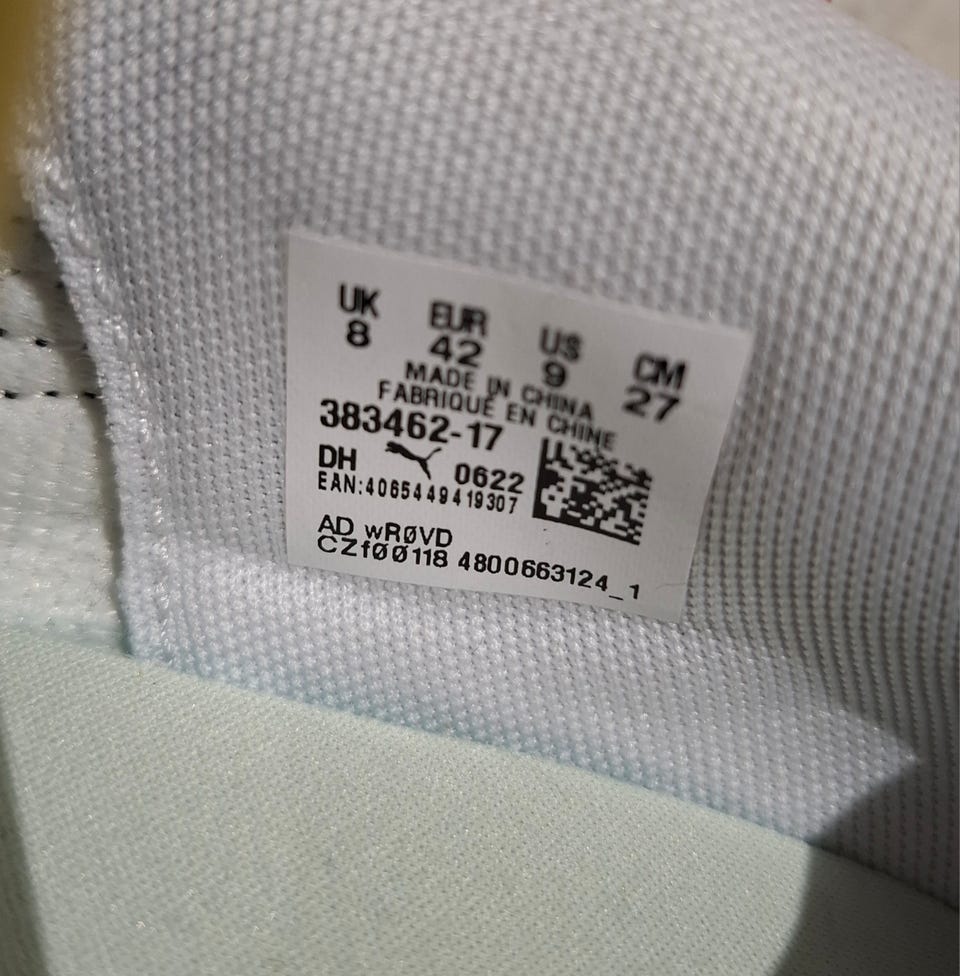 UK EUR US CM
8 42 9 27
MADE IN CHINA
FABRIQUÉ EN CHINE
383462-17
DH 0622
EAN:4065449419307
AD wRØVD
CZfØØ118 4800663124_1